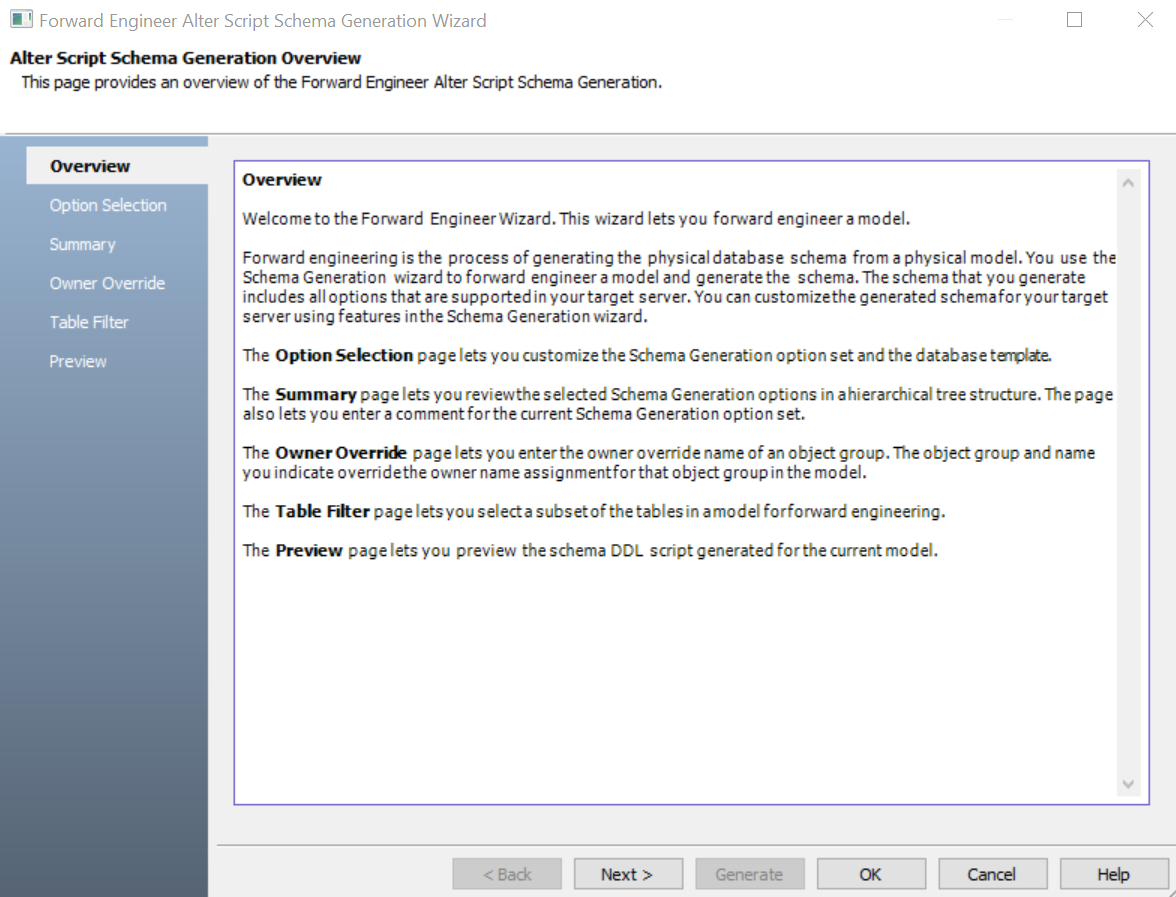 Forward Engineer Alter Script Schema Generation Wizard
Alter Script Schema Generation Overview
This page provides an overview of the Forward Engineer Alter Script Schema Generation.
Overview
Option Selection
Summary
Owner Override
Table Filter
Preview
Overview
Welcome to the Forward Engineer Wizard. This wizard lets you forward engineer a model.
Forward engineering is the process of generating the physical database schema from a physical model. You use the
Schema Generation wizard to forward engineer a model and generate the schema. The schema that you generate
includes all options that are supported in your target server. You can customize the generated schema for your target
server using features in the Schema Generation wizard.
The Option Selection page lets you customize the Schema Generation option set and the database template.
The Summary page lets you review the selected Schema Generation options in a hierarchical tree structure. The page
also lets you enter a comment for the current Schema Generation option set.
The Owner Override page lets you enter the owner override name of an object group. The object group and name
you indicate override the owner name assignment for that object group in the model.
The Table Filter page lets you select a subset of the tables in a model for forward engineering.
The Preview page lets you preview the schema DDL script generated for the current model.
< Back
Next >
Generate
OK
Cancel
Help